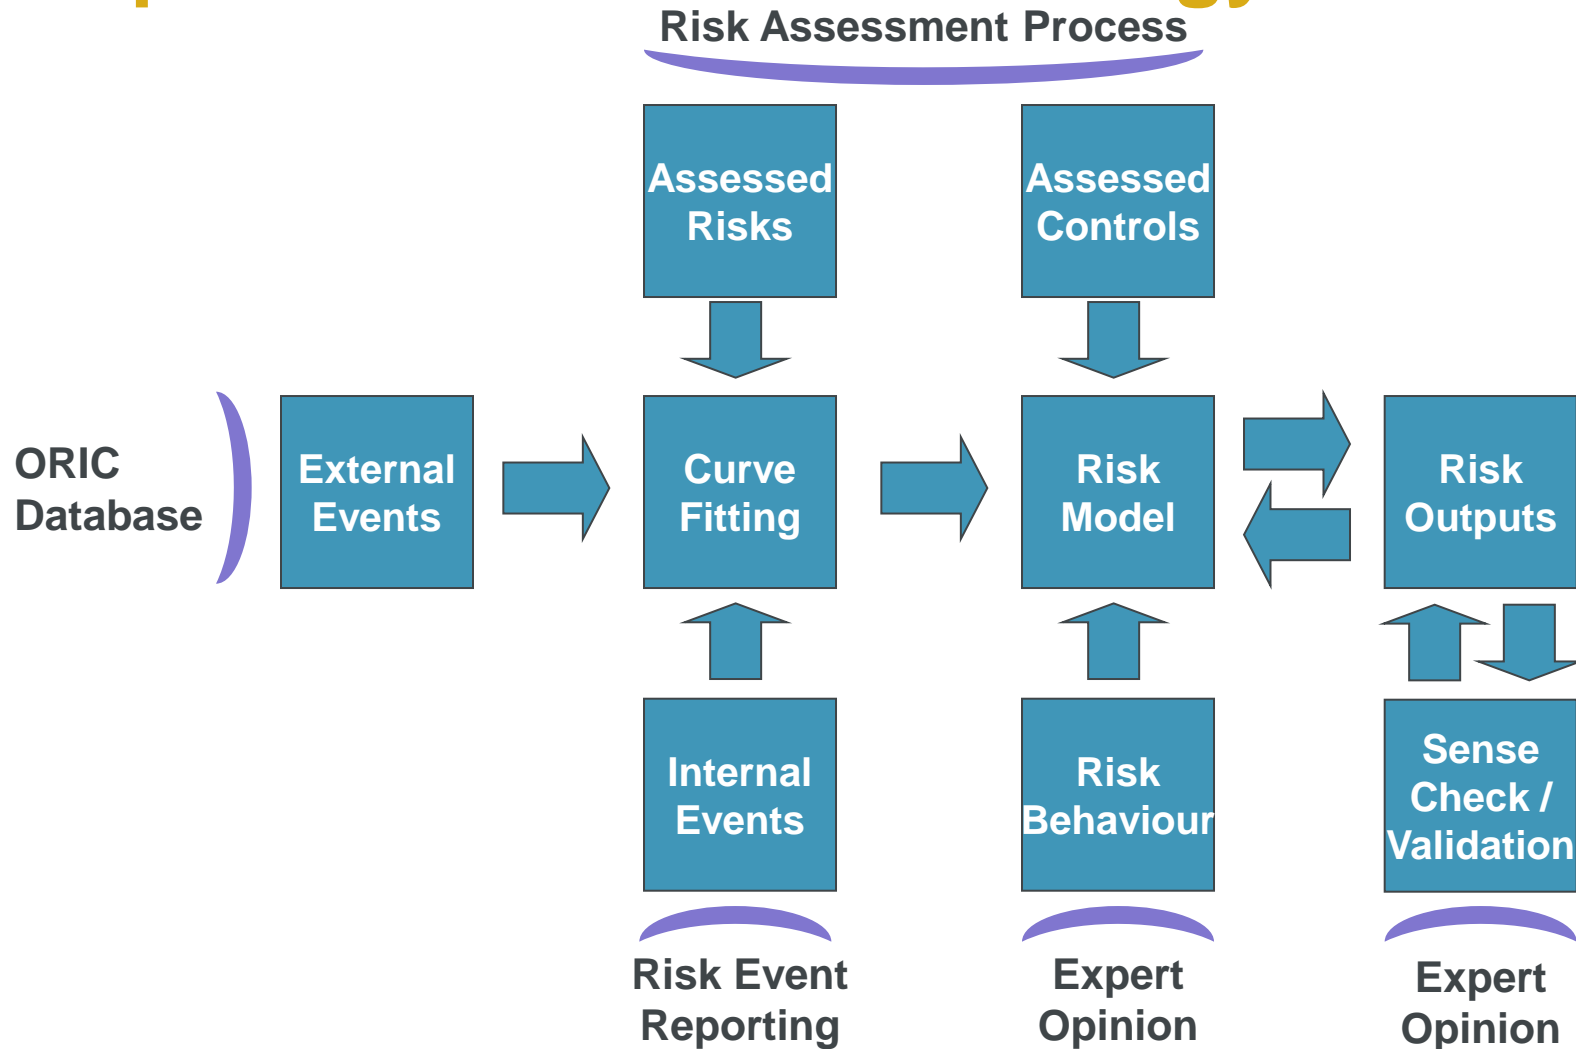 Risk Assessment Process
Assessed
Risks
Assessed
Controls
ORIC
Database
External
Events
Curve
Fitting
Risk
Model
Risk
Outputs
Internal
Events
Risk
Behaviour
Sense
Check /
Validation
Risk Event
Reporting
Expert
Opinion
Expert
Opinion